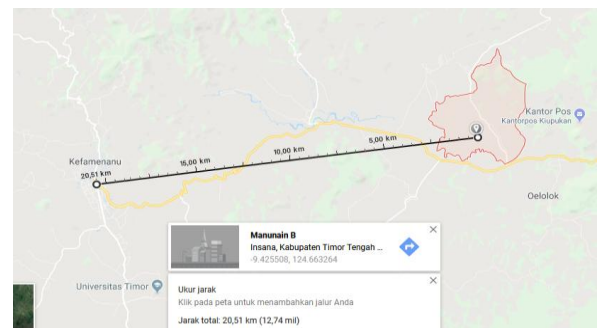 Kantor Pos
Kantorpos Kiupukan
5,00 km
10,00 km
Kefamenanu
15,00 km
20,51 km
Oelolok
Manunain B
Insana, Kabupaten Timor Tengah ...
-9.425508, 124.663264
Universitas Timor
Ukur jarak
Klik pada peta untuk menambahkan jalur Anda
Jarak total: 20,51 km (12,74 mil)